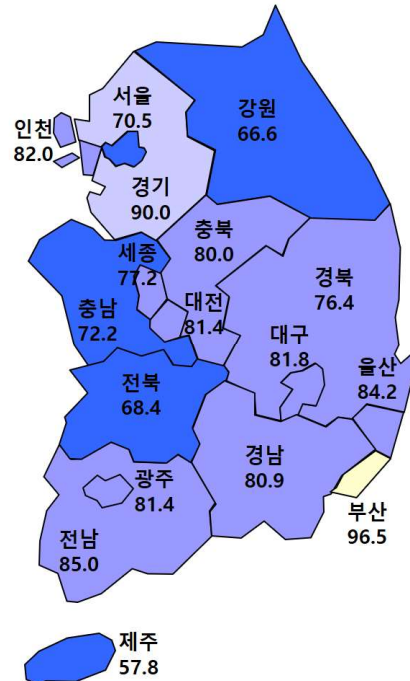 서울
70.5
강원
66.6
인천
82.0
경기
90.0
충북
80.0
세종
77.2
경북
76.4
충남
72.2
대전
81.4
대구
81.8
울산
84.2
전북
68.4
경남
80.9
광주
81.4
부산
96.5
전남
85.0
제주
57.8